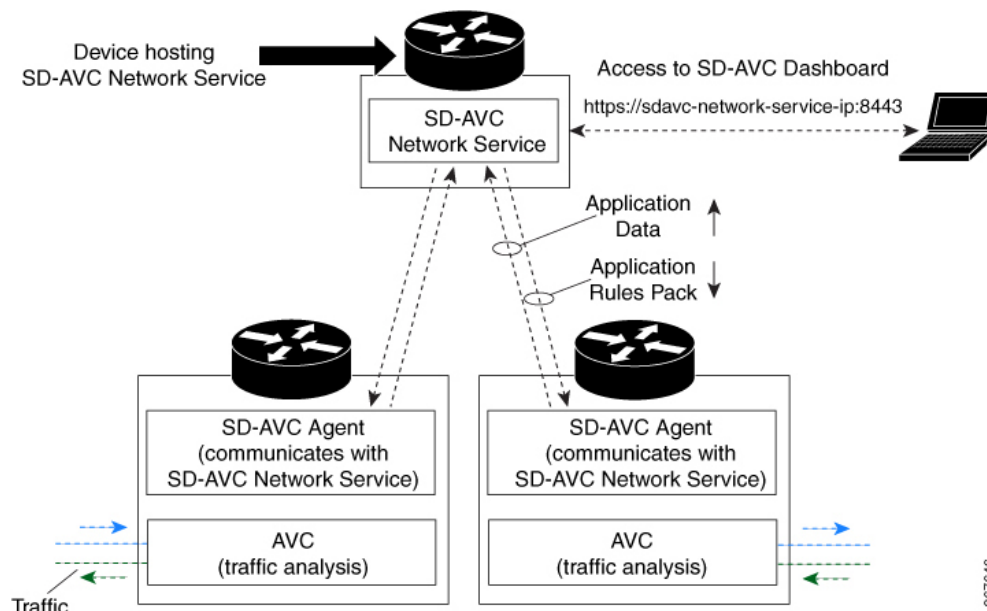 Device hosting
SD-AVC Network Service
Access to SD-AVC Dashboard
https://sdavc-network-service-ip:8443
SD-AVC
Network Service
Application
Data
Application
Rules Pack
SD-AVC Agent
(communicates with
SD-AVC Network Service)
SD-AVC Agent
(communicates with
SD-AVC Network Service)
AVC
(traffic analysis)
AVC
(traffic analysis)
Traffic